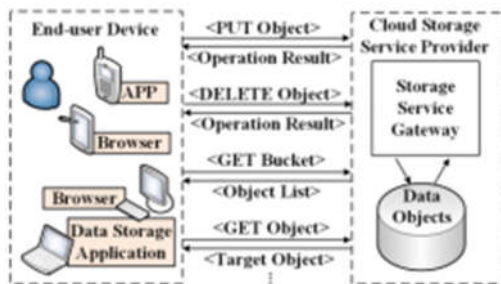 End-user Device
APP
Browser
Browser
Data Storage
Application
<PUT Object>
<Operation Result>
<DELETE Object>
<Operation Result>
<GET Bucket>
<Object List>
<GET Object>
<Target Object>
⋮
Cloud Storage
Service Provider
Storage
Service
Gateway
Data
Objects